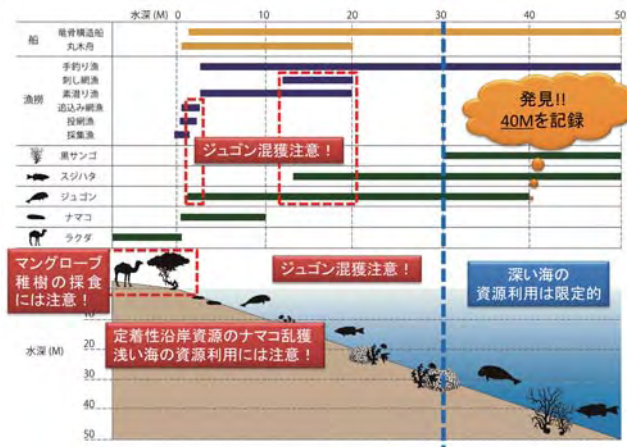 水深(M)
0
10
20
30
40
50
船
竜骨構造船
丸木舟
漁撈
手釣り漁
刺し網漁
素潜り漁
追込み網漁
投網漁
採集漁
黒サンゴ
スジハタ
ジュゴン
ナマコ
ラクダ
ジュゴン混獲注意!
発見!!
40Mを記録
マングローブ
稚樹の採食
には注意!
ジュゴン混獲注意!
深い海の
資源利用は限定的
定着性沿岸資源のナマコ乱獲
浅い海の資源利用には注意!
水深(M)
10
20
30
40
50